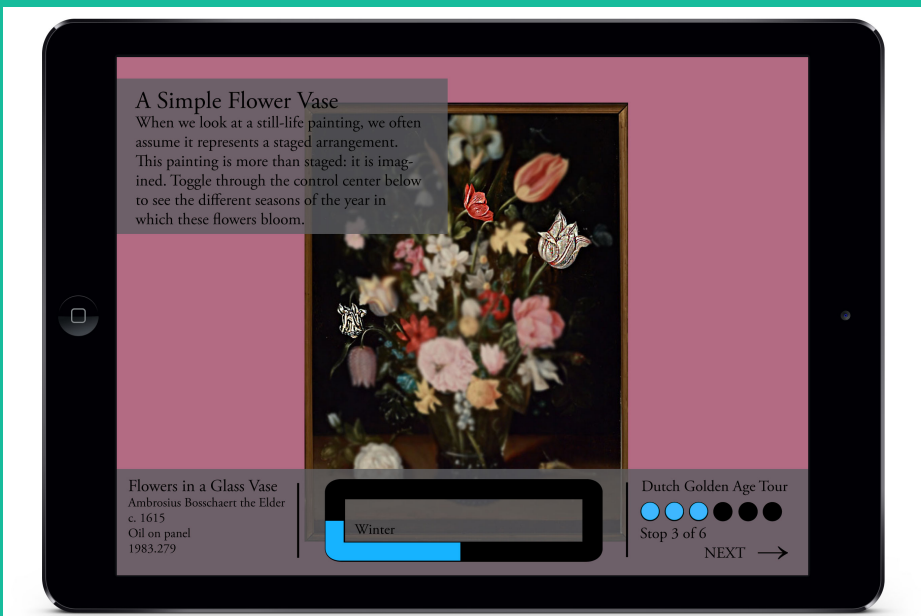 A Simple Flower Vase
When we look at a still-life painting, we often
assume it represents a staged arrangement.
This painting is more than staged: it is imag-
ined. Toggle through the control center below
to see the different seasons of the year in
which these flowers bloom.
Flowers in a Glass Vase
Ambrosius Bosschaert the Elder
c. 1615
Oil on panel
1983.279
Winter
Dutch Golden Age Tour
Stop 3 of 6
NEXT